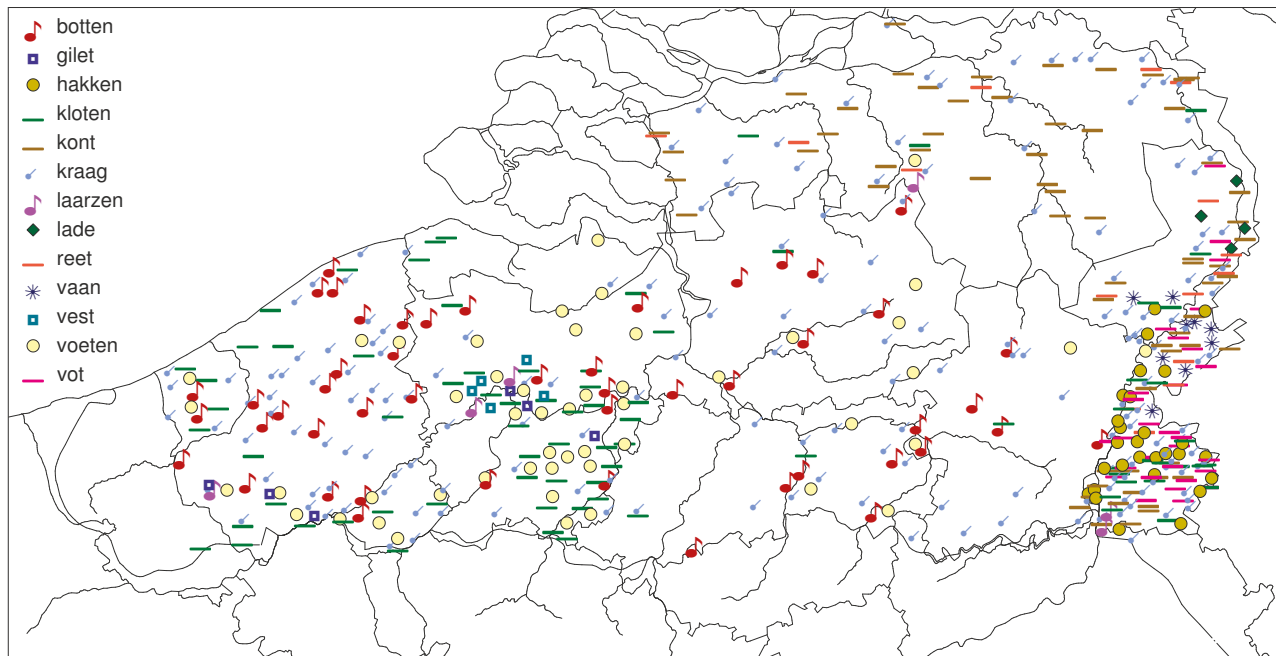 botten
gilet
hakken
kloten
kont
kraag
laarzen
lade
reet
vaan
vest
voeten
vot